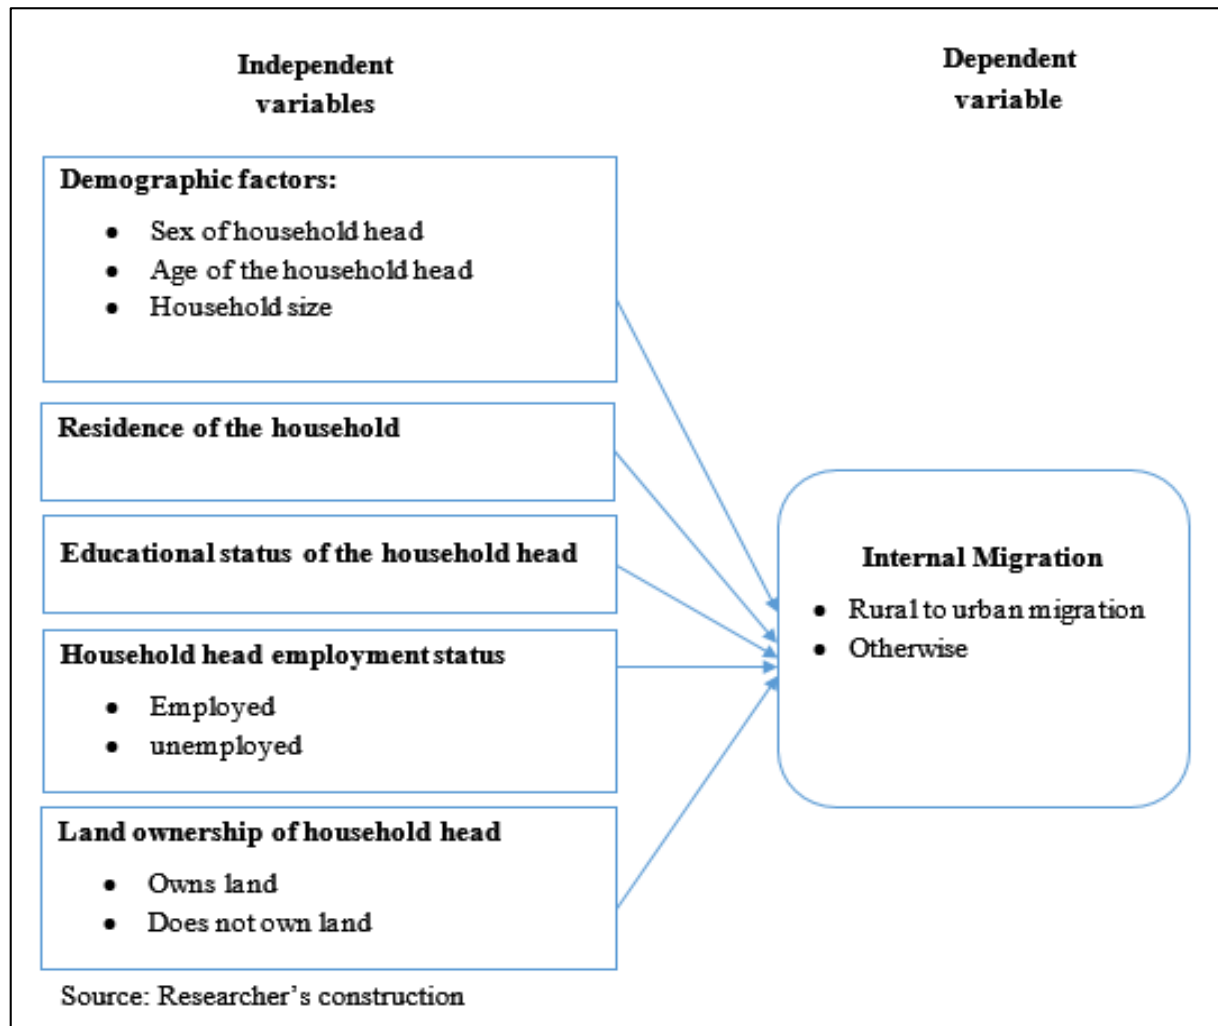 Independent
variables
Dependent
variable
Demographic factors:
● Sex of household head
● Age of the household head
● Household size
Residence of the household
Educational status of the household head
Household head employment status
● Employed
● unemployed
Land ownership of household head
● Owns land
● Does not own land
Internal Migration
● Rural to urban migration
● Otherwise
Source: Researcher’s construction